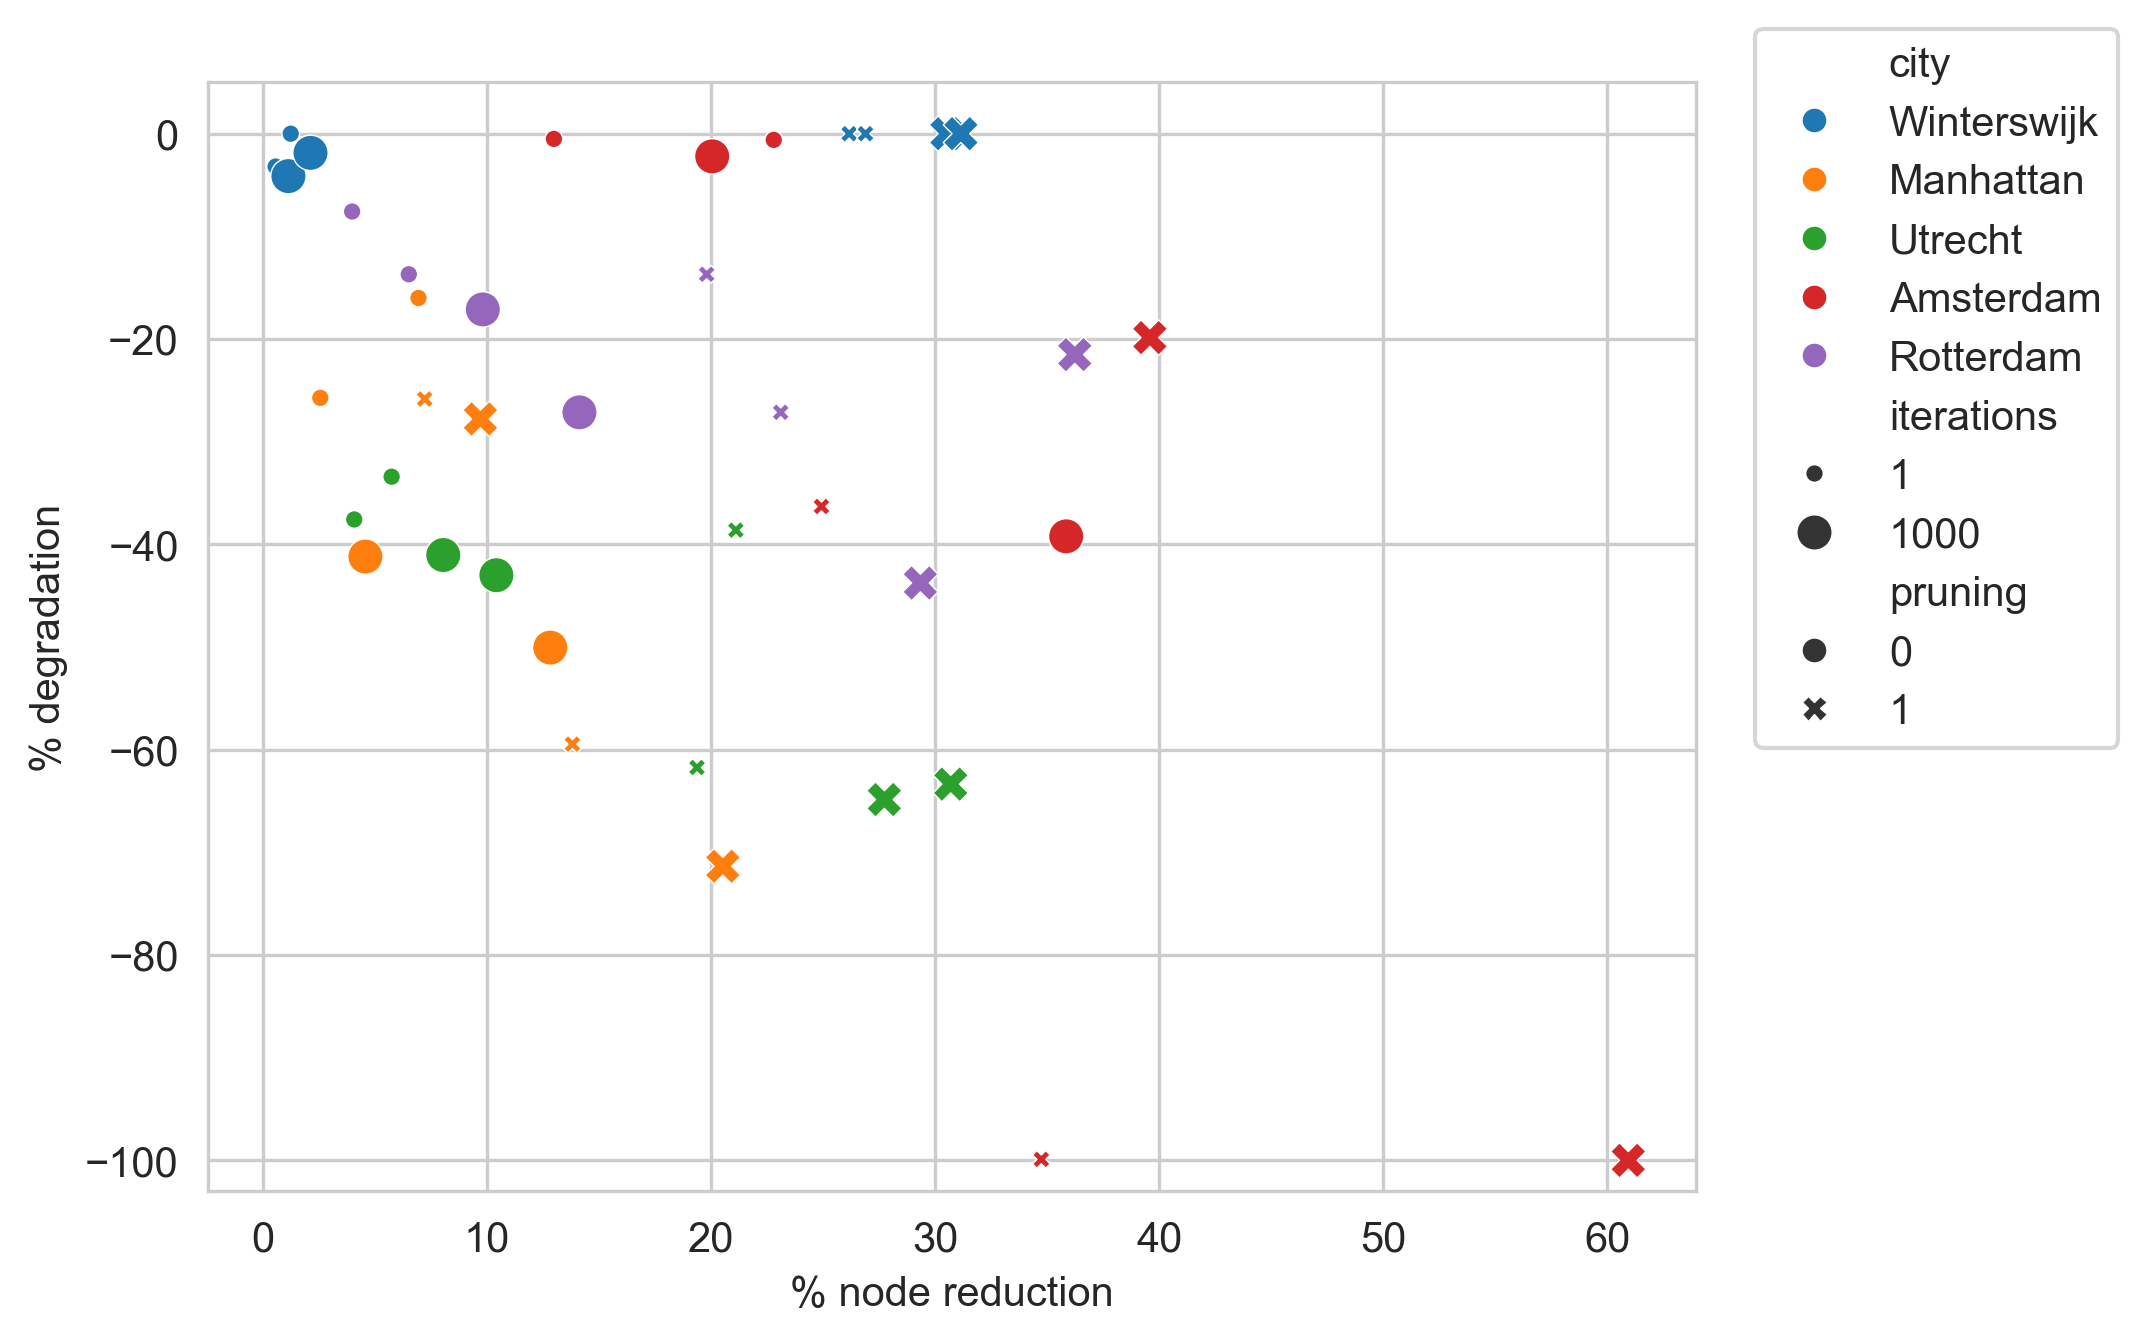 city
Winterswijk
Manhattan
Utrecht
Amsterdam
Rotterdam
iterations
1
1000
pruning
0
1
0
−20
−40
−60
−80
−100
% degradation
0 10 20 30 40 50 60
% node reduction